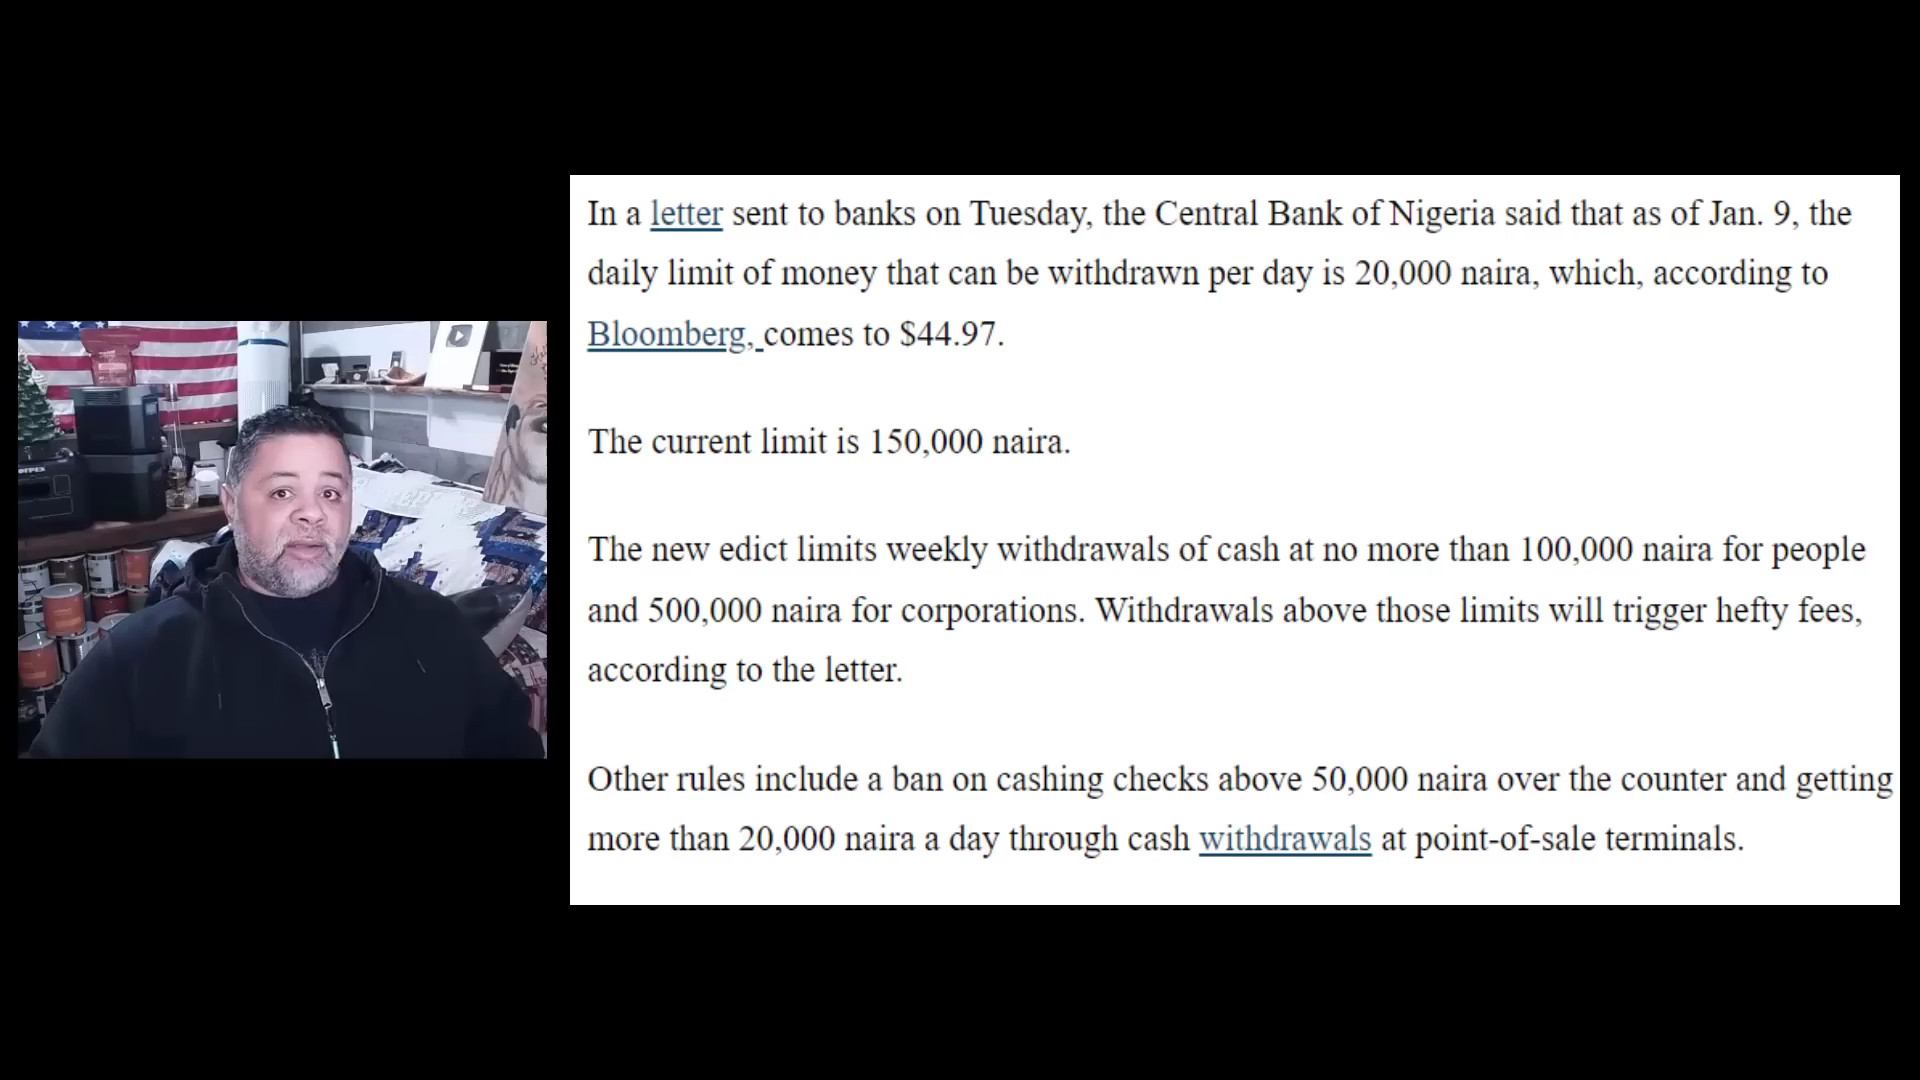 In a letter sent to banks on Tuesday, the Central Bank of Nigeria said that as of Jan. 9, the
daily limit of money that can be withdrawn per day is 20,000 naira, which, according to
Bloomberg, comes to $44.97.
The current limit is 150,000 naira.
The new edict limits weekly withdrawals of cash at no more than 100,000 naira for people
and 500,000 naira for corporations. Withdrawals above those limits will trigger hefty fees,
according to the letter.
Other rules include a ban on cashing checks above 50,000 naira over the counter and getting
more than 20,000 naira a day through cash withdrawals at point-of-sale terminals.